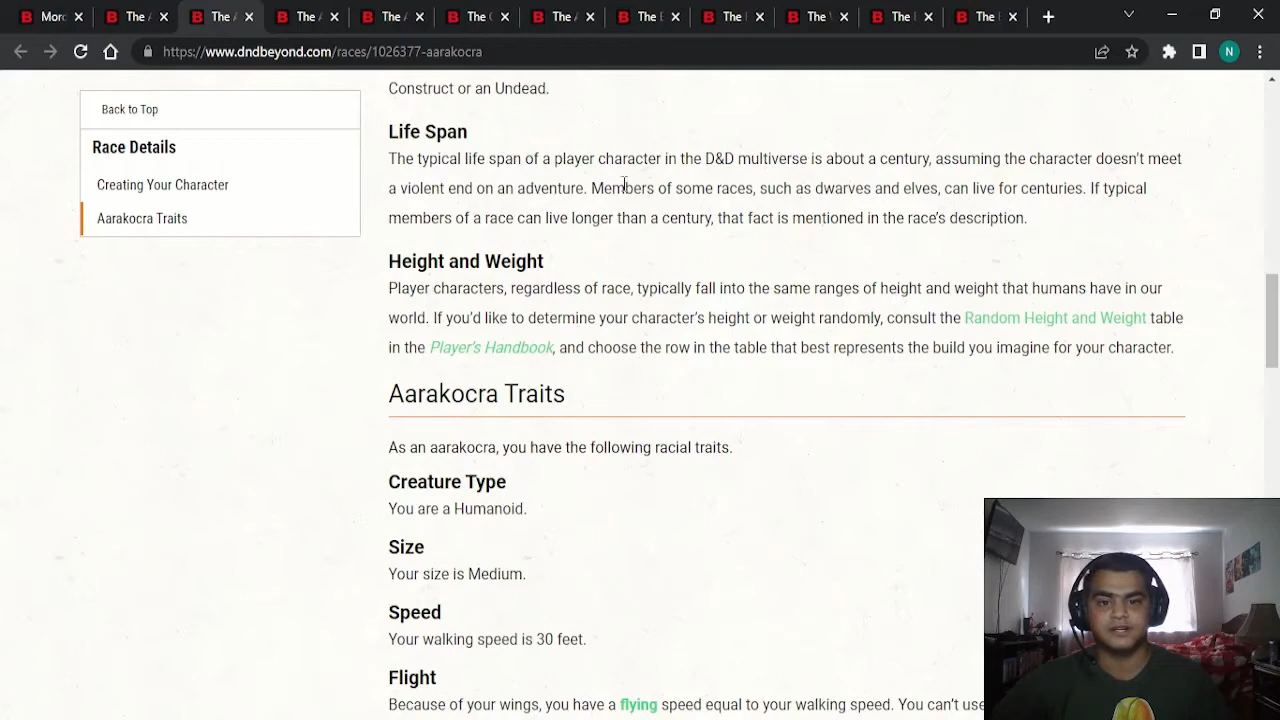 Mord
The A
The A
The A
The A
The C
The A
The E
The F
The V
The E
The E
https://www.dndbeyond.com/races/1026377-aarakocra
N
Back to Top
Race Details
Creating Your Character
Aarakocra Traits
Construct or an Undead.
Life Span
The typical life span of a player character in the D&D multiverse is about a century, assuming the character doesn't meet
a violent end on an adventure. Members of some races, such as dwarves and elves, can live for centuries. If typical
members of a race can live longer than a century, that fact is mentioned in the race's description.
Height and Weight
Player characters, regardless of race, typically fall into the same ranges of height and weight that humans have in our
world. If you'd like to determine your character's height or weight randomly, consult the Random Height and Weight table
in the Player's Handbook, and choose the row in the table that best represents the build you imagine for your character.
Aarakocra Traits
As an aarakocra, you have the following racial traits.
Creature Type
You are a Humanoid.
Size
Your size is Medium.
Speed
Your walking speed is 30 feet.
Flight
Because of your wings, you have a flying speed equal to your walking speed. You can't use